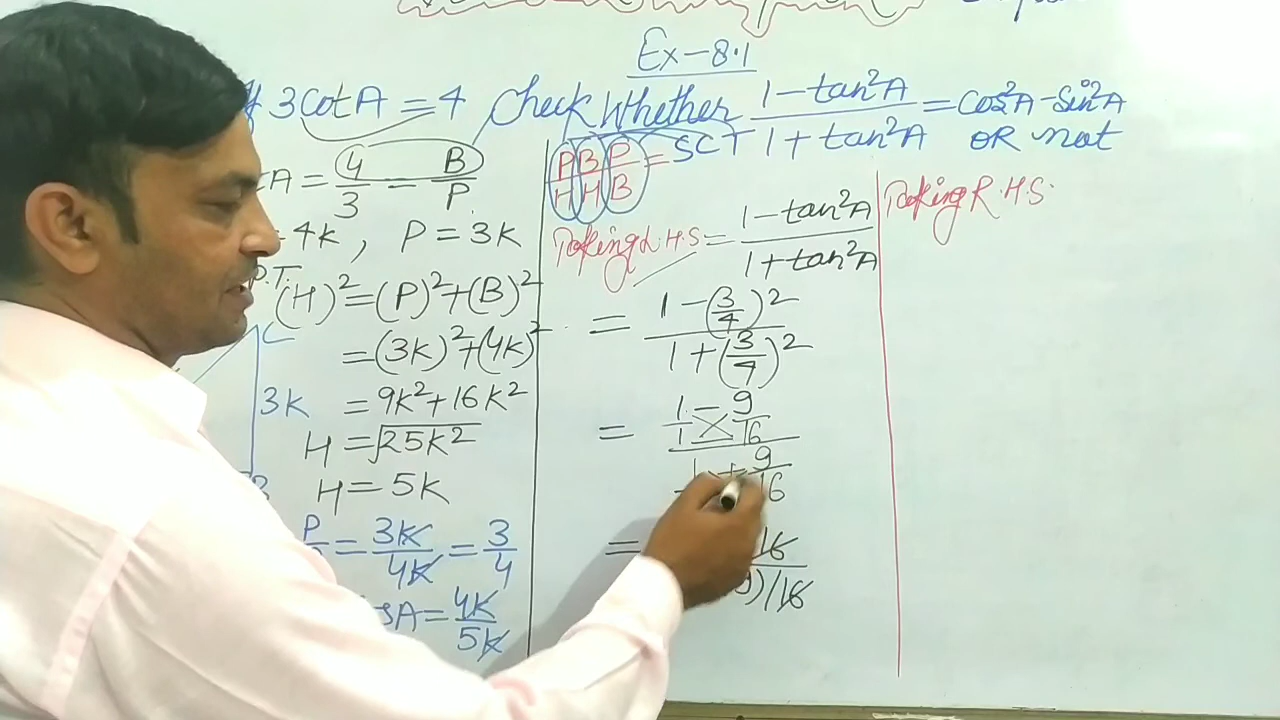 Ex-8.1
3CotA = 4 Check Whether (1-tan²A)/(1+tan²A) = Cos²A-Sin²A OR not
A = 4/3 = B/P
4k, P = 3k
P.T.
(H)² = (P)²+(B)²
= (3k)²+(4k)²
C
3k
= 9k²+16k²
H = √25k²
H = 5k
P = 3k/4k = 3/4
sA = 4k/5k
P/H B/H P/B = SCT
Taking L.H.S = (1-tan²A)/(1+tan²A)
= (1-(3/4)²)/(1+(3/4)²)
= (1/1 - 9/16)/(1 + 9/16)
= 16
9)/16
Taking R.H.S.